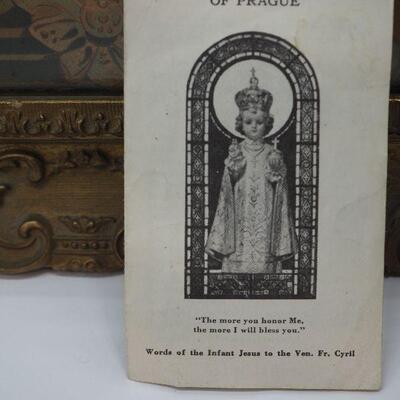 OF PRAGUE
"The more you honor Me,
the more I will bless you."
Words of the Infant Jesus to the Ven. Fr. Cyril